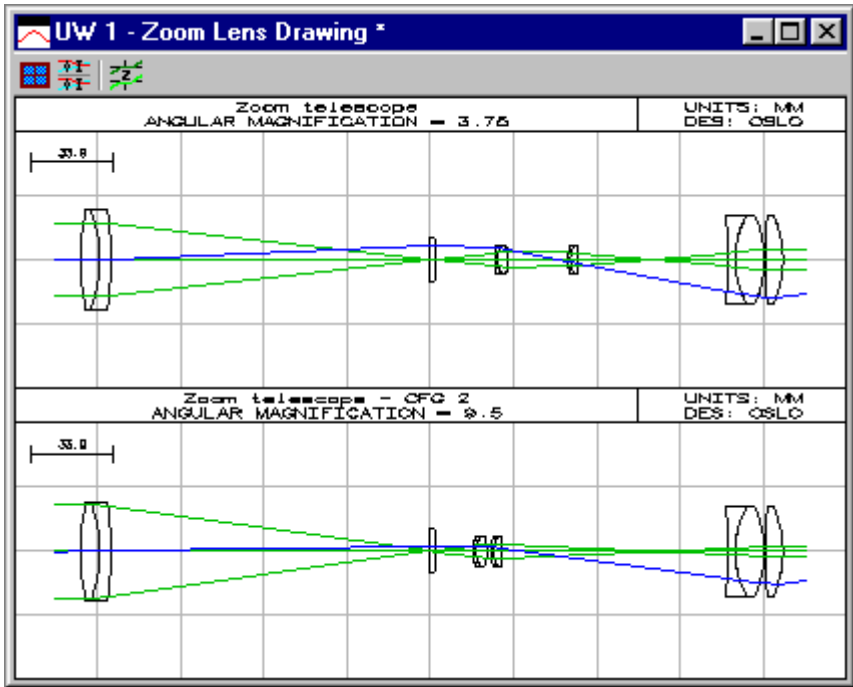 UW 1 - Zoom Lens Drawing *
Zoom telescope
ANGULAR MAGNIFICATION = 3.78
UNITS: MM
DES: OSLO
33.8
Zoom telescope - CFG 2
ANGULAR MAGNIFICATION = 9.5
UNITS: MM
DES: OSLO
33.8